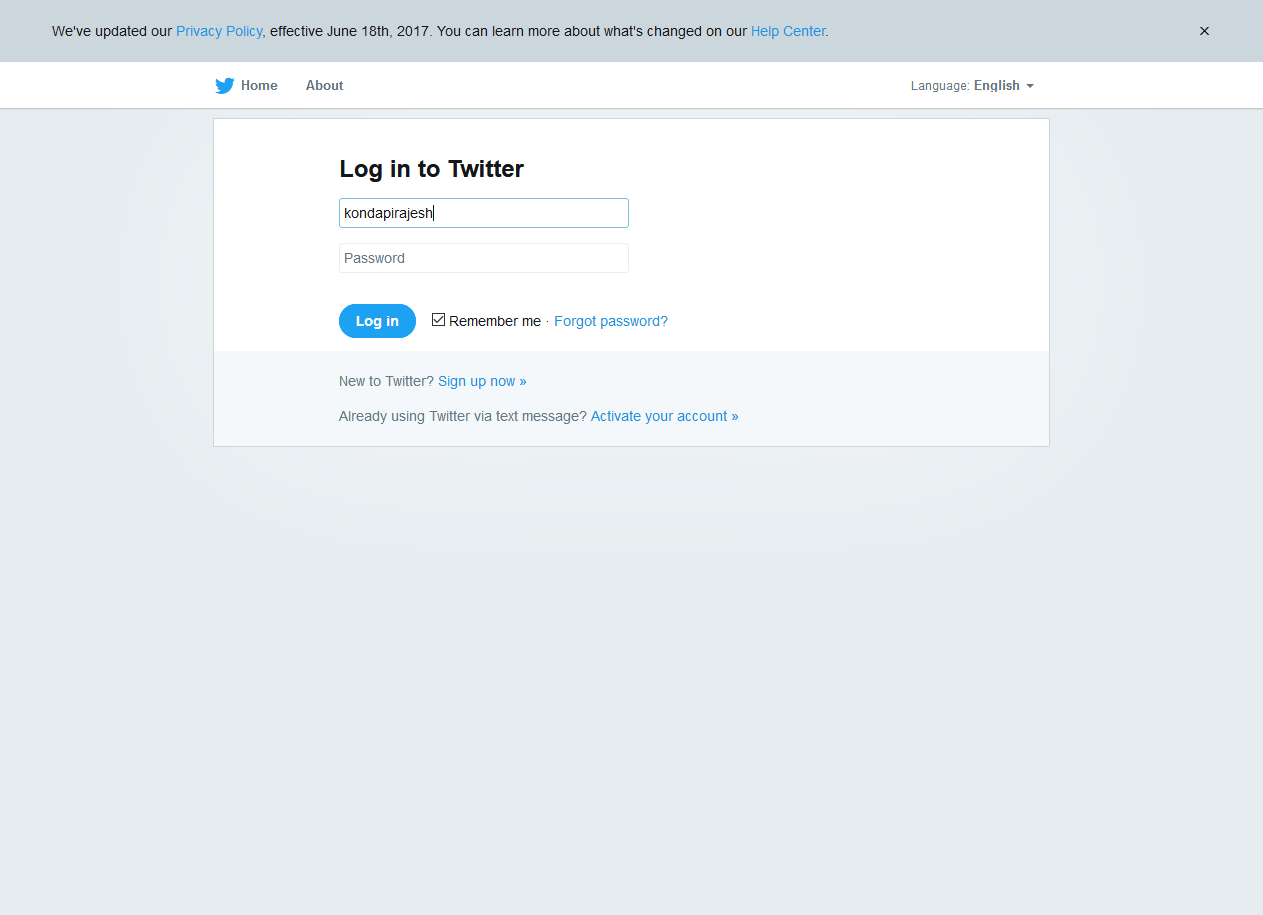 We've updated our Privacy Policy, effective June 18th, 2017. You can learn more about what's changed on our Help Center. ×
Home About Language: English
Log in to Twitter
kondapirajesh
Password
Log in Remember me · Forgot password?
New to Twitter? Sign up now »
Already using Twitter via text message? Activate your account »